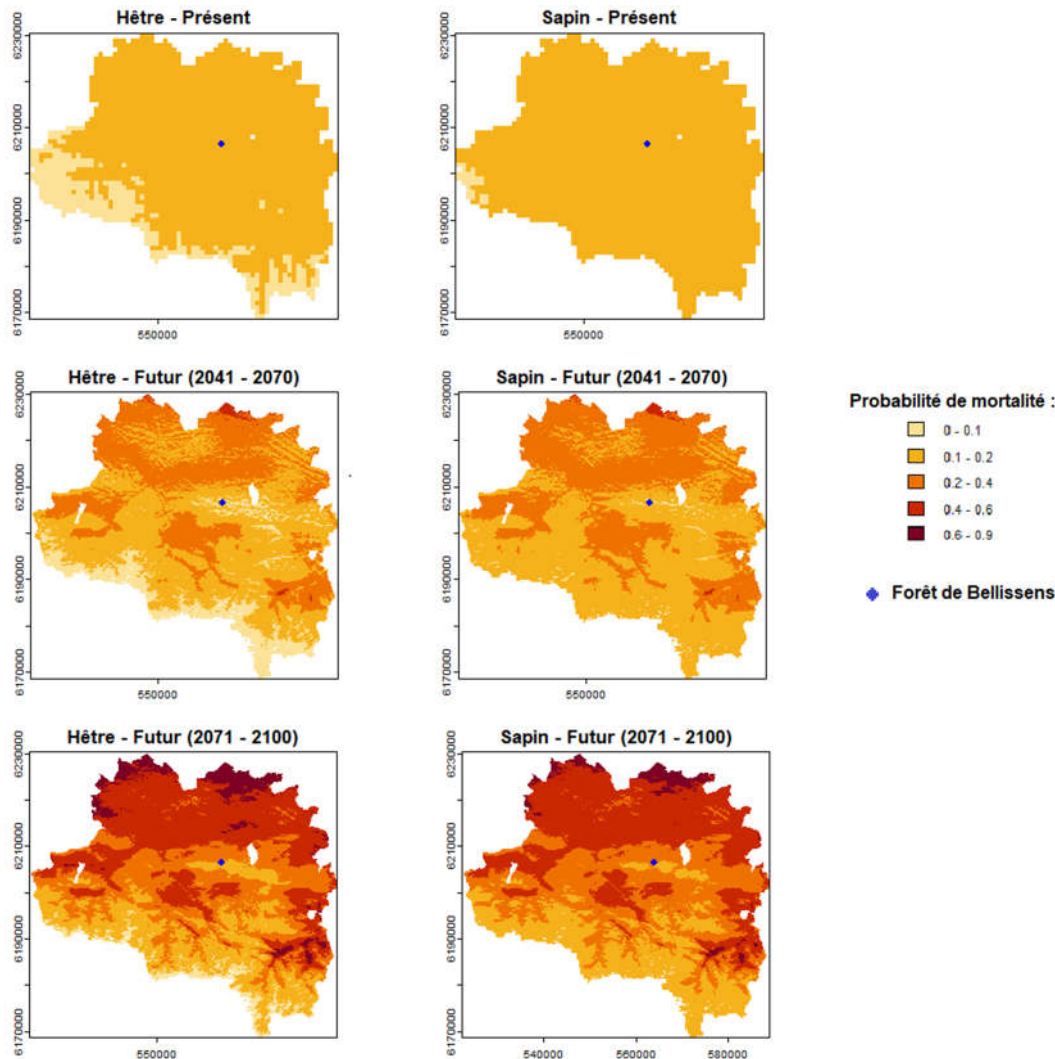 Hêtre - Présent
Sapin - Présent
6230000
6210000
6190000
6170000
550000
6230000
6210000
6190000
6170000
550000
Hêtre - Futur (2041 - 2070)
Sapin - Futur (2041 - 2070)
6230000
6210000
6190000
6170000
550000
6230000
6210000
6190000
6170000
550000
Probabilité de mortalité :
0 - 0.1
0.1 - 0.2
0.2 - 0.4
0.4 - 0.6
0.6 - 0.9
Forêt de Bellissens
Hêtre - Futur (2071 - 2100)
Sapin - Futur (2071 - 2100)
6230000
6210000
6190000
6170000
550000
6230000
6210000
6190000
6170000
540000
560000
580000